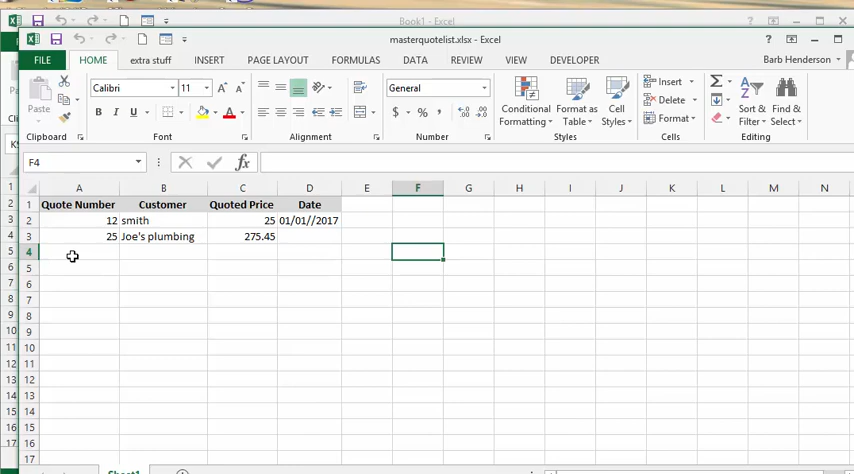 Book1 - Excel
masterquotelist.xlsx - Excel
FILE HOME extra stuff INSERT PAGE LAYOUT FORMULAS DATA REVIEW VIEW DEVELOPER Barb Henderson
Calibri 11 General
Paste Conditional Formatting Format as Table Cell Styles Insert Delete Format Sort & Filter Find & Select
Clipboard Font Alignment Number Styles Cells Editing
F4 fx
A B C D E F G H I J K L M N
1 Quote Number Customer Quoted Price Date
2 12 smith 25 01/01//2017
3 25 Joe's plumbing 275.45
4
5
6
7
8
9
10
11
12
13
14
15
16
17
Sheet1